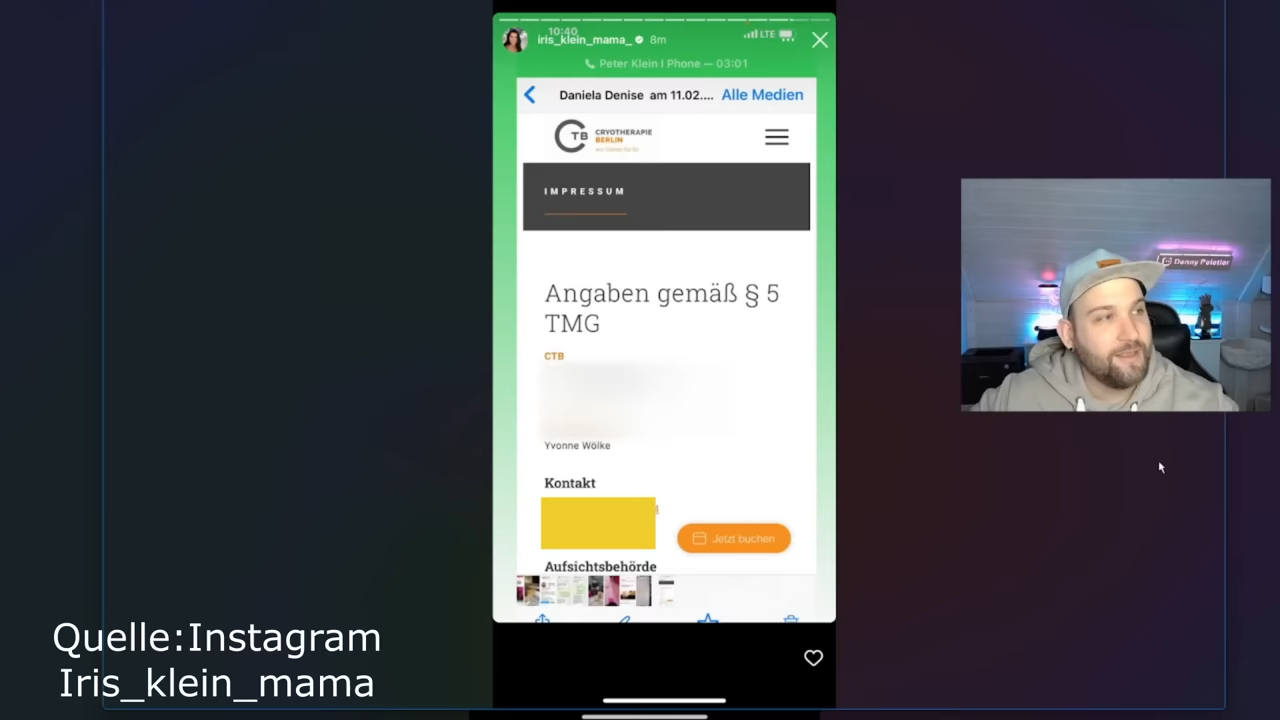 10:40
LTE
iris_klein_mama_ 8m
Peter Klein I Phone — 03:01
Daniela Denise am 11.02.... Alle Medien
CTB CRYOTHERAPIE
BERLIN
IMPRESSUM
Angaben gemäß § 5
TMG
CTB
Yvonne Wölke
Kontakt
Jetzt buchen
Aufsichtsbehörde
Danny Pelotier
Quelle:Instagram
Iris_klein_mama